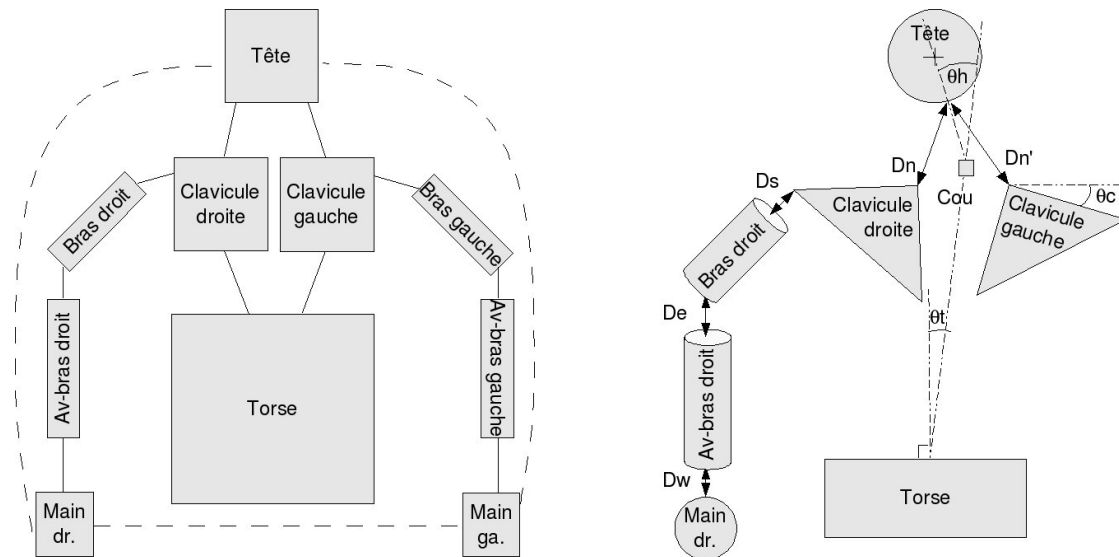 Tête
Clavicule
droite
Clavicule
gauche
Bras droit
Bras gauche
Av-bras droit
Av-bras gauche
Torse
Main
dr.
Main
ga.
Tête
θh
Dn
Dn'
Ds
Cou
θc
Clavicule
droite
Clavicule
gauche
Bras droit
De
θt
Av-bras droit
Dw
Torse
Main
dr.